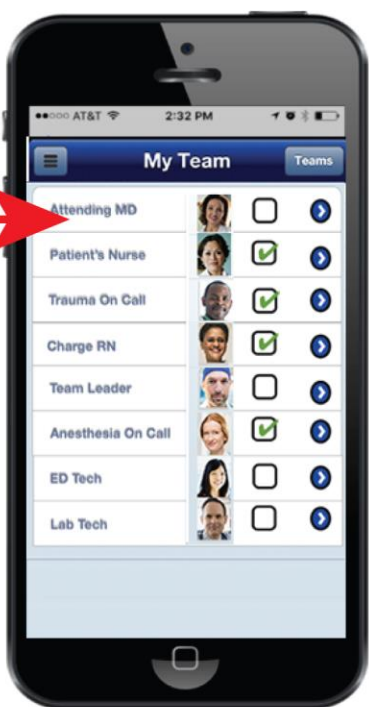 AT&T 2:32 PM
My Team Teams
Attending MD
Patient's Nurse
Trauma On Call
Charge RN
Team Leader
Anesthesia On Call
ED Tech
Lab Tech